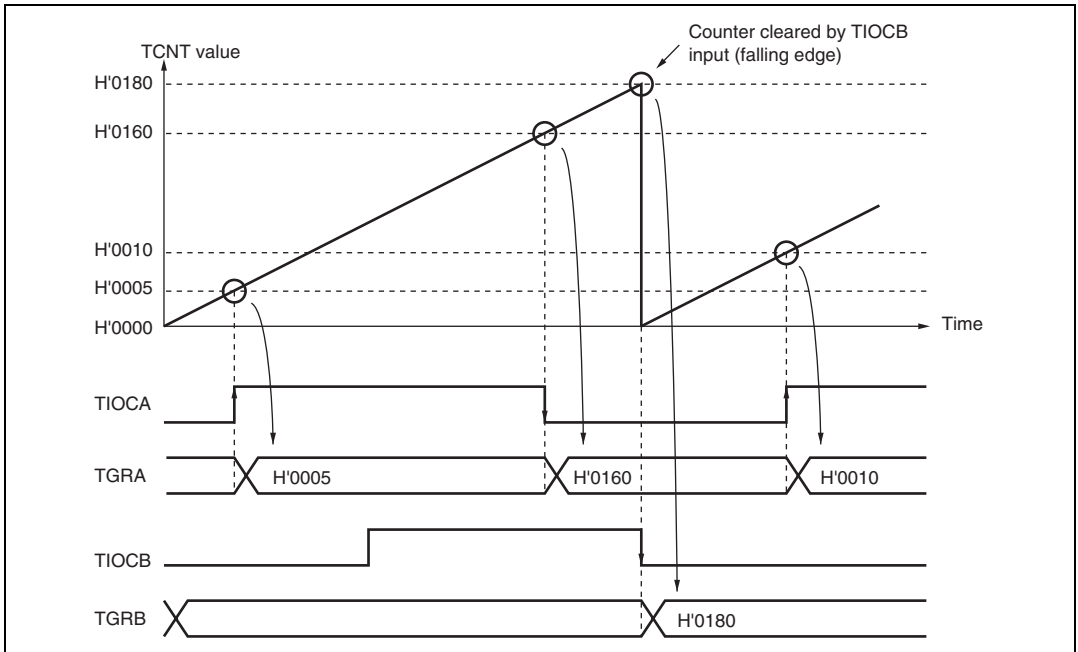 Counter cleared by TIOCB
input (falling edge)
TCNT value
H'0180
H'0160
H'0010
H'0005
H'0000
Time
TIOCA
TGRA
H'0005
H'0160
H'0010
TIOCB
TGRB
H'0180